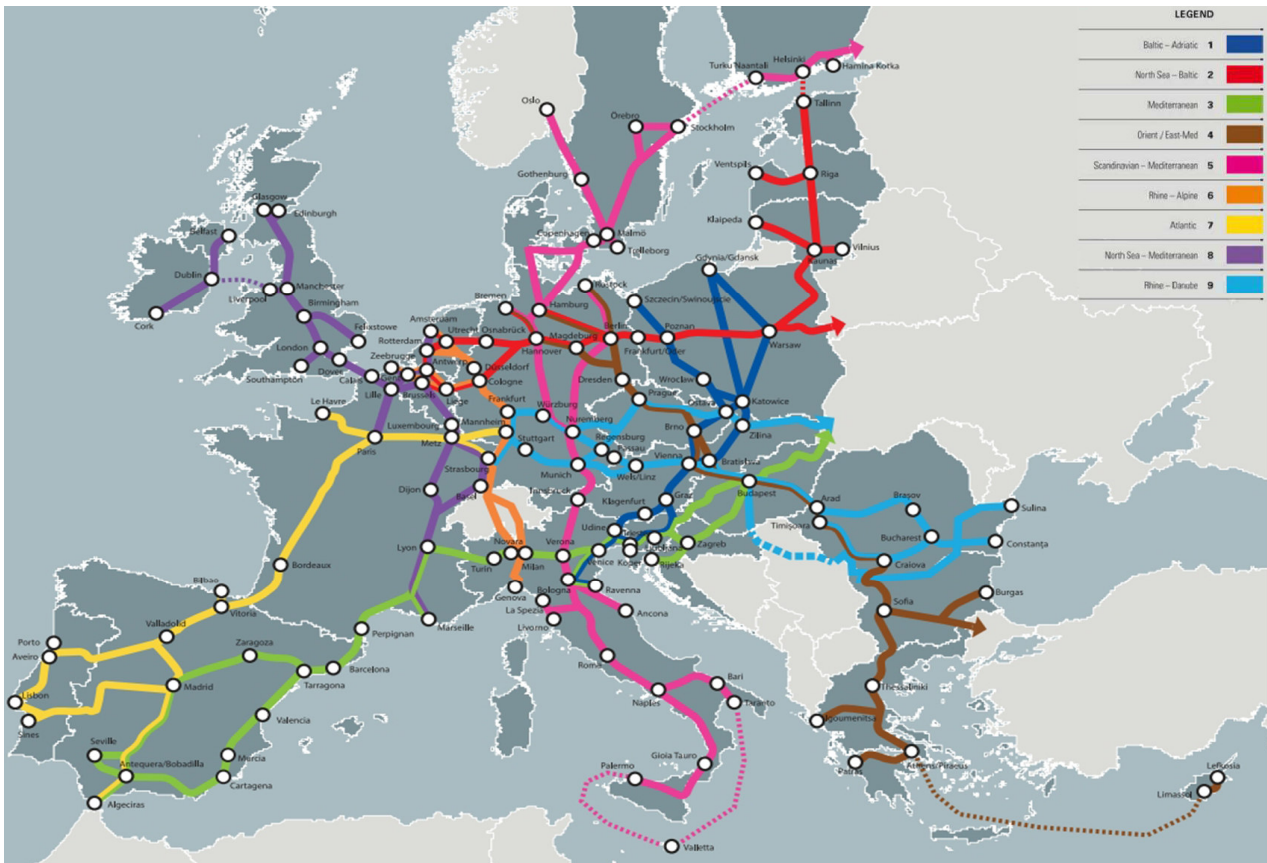 LEGEND
Baltic – Adriatic 1
North Sea – Baltic 2
Mediterranean 3
Orient / East-Med 4
Scandinavian – Mediterranean 5
Rhine – Alpine 6
Atlantic 7
North Sea – Mediterranean 8
Rhine – Danube 9
Helsinki
Turku Naantali
Hamina Kotka
Oslo
Örebro
Stockholm
Tallinn
Ventspils
Riga
Gothenburg
Klaipeda
Glasgow
Edinburgh
Belfast
Copenhagen
Malmö
Trelleborg
Vilnius
Kaunas
Gdynia/Gdansk
Dublin
Liverpool
Manchester
Rostock
Szczecin/Swinoujscie
Bremen
Hamburg
Birmingham
Cork
Felixstowe
Amsterdam
Utrecht
Osnabrück
Magdeburg
Berlin
Poznan
Warsaw
Rotterdam
Hannover
Frankfurt/Oder
London
Zeebrugge
Antwerp
Düsseldorf
Dover
Southampton
Calais
Cologne
Dresden
Wroclaw
Lille
Brussels
Liege
Prague
Katowice
Le Havre
Frankfurt
Würzburg
Ostava
Luxembourg
Mannheim
Nuremberg
Brno
Zilina
Paris
Metz
Stuttgart
Regensburg
Passau
Strasbourg
Munich
Wels/Linz
Vienna
Bratislava
Dijon
Basel
Innsbruck
Budapest
Klagenfurt
Graz
Arad
Braşov
Sulina
Udine
Timişoara
Lyon
Novara
Verona
Zagreb
Bucharest
Constanţa
Turin
Milan
Venice
Koper
Rijeka
Craiova
Bordeaux
Genova
Bologna
Ravenna
Bilbao
La Spezia
Ancona
Sofia
Burgas
Vitoria
Marseille
Livorno
Valladolid
Perpignan
Porto
Aveiro
Zaragoza
Roma
Barcelona
Madrid
Tarragona
Bari
Thessaliniki
Lisbon
Naples
Taranto
Sines
Valencia
Igoumenitsa
Seville
Mercia
Gioia Tauro
Athens/Piraeus
Antequera/Bobadilla
Palermo
Patras
Lefkosia
Cartagena
Limassol
Algeciras
Valletta